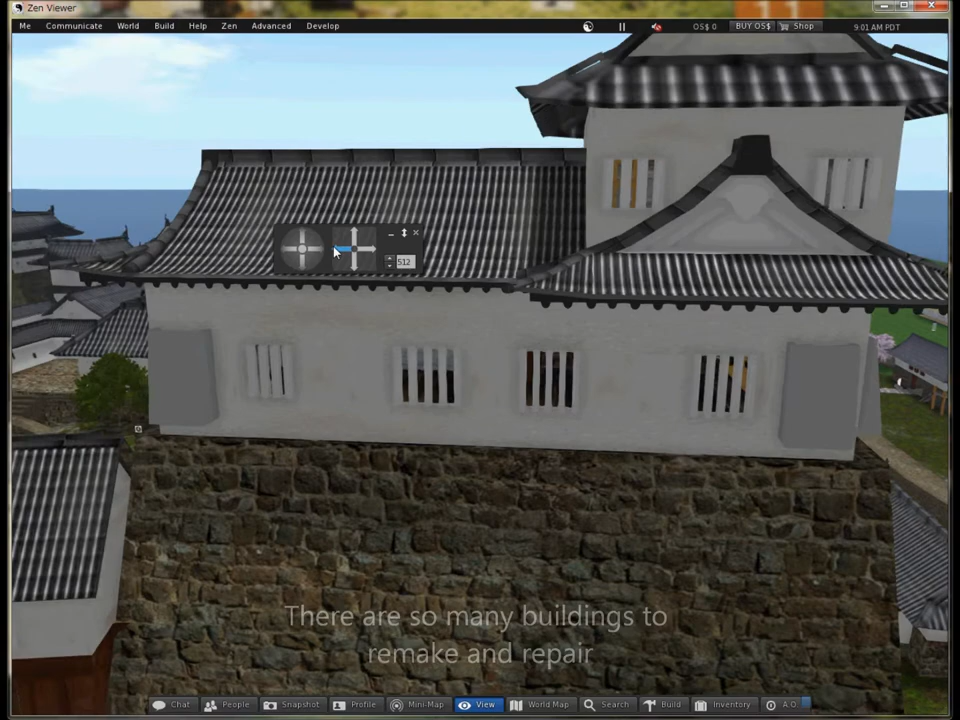 Zen Viewer
Me Communicate World Build Help Zen Advanced Develop OS$ 0 BUY OS$ Shop 9:01 AM PDT
512
There are so many buildings to
remake and repair
Chat People Snapshot Profile Mini-Map View World Map Search Build Inventory A.O.